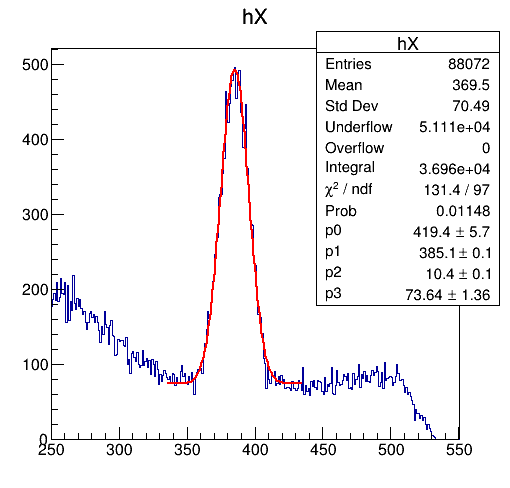 hX
hX
Entries 88072
Mean 369.5
Std Dev 70.49
Underflow 5.111e+04
Overflow 0
Integral 3.696e+04
χ² / ndf 131.4 / 97
Prob 0.01148
p0 419.4 ± 5.7
p1 385.1 ± 0.1
p2 10.4 ± 0.1
p3 73.64 ± 1.36
500
400
300
200
100
0
250 300 350 400 450 500 550